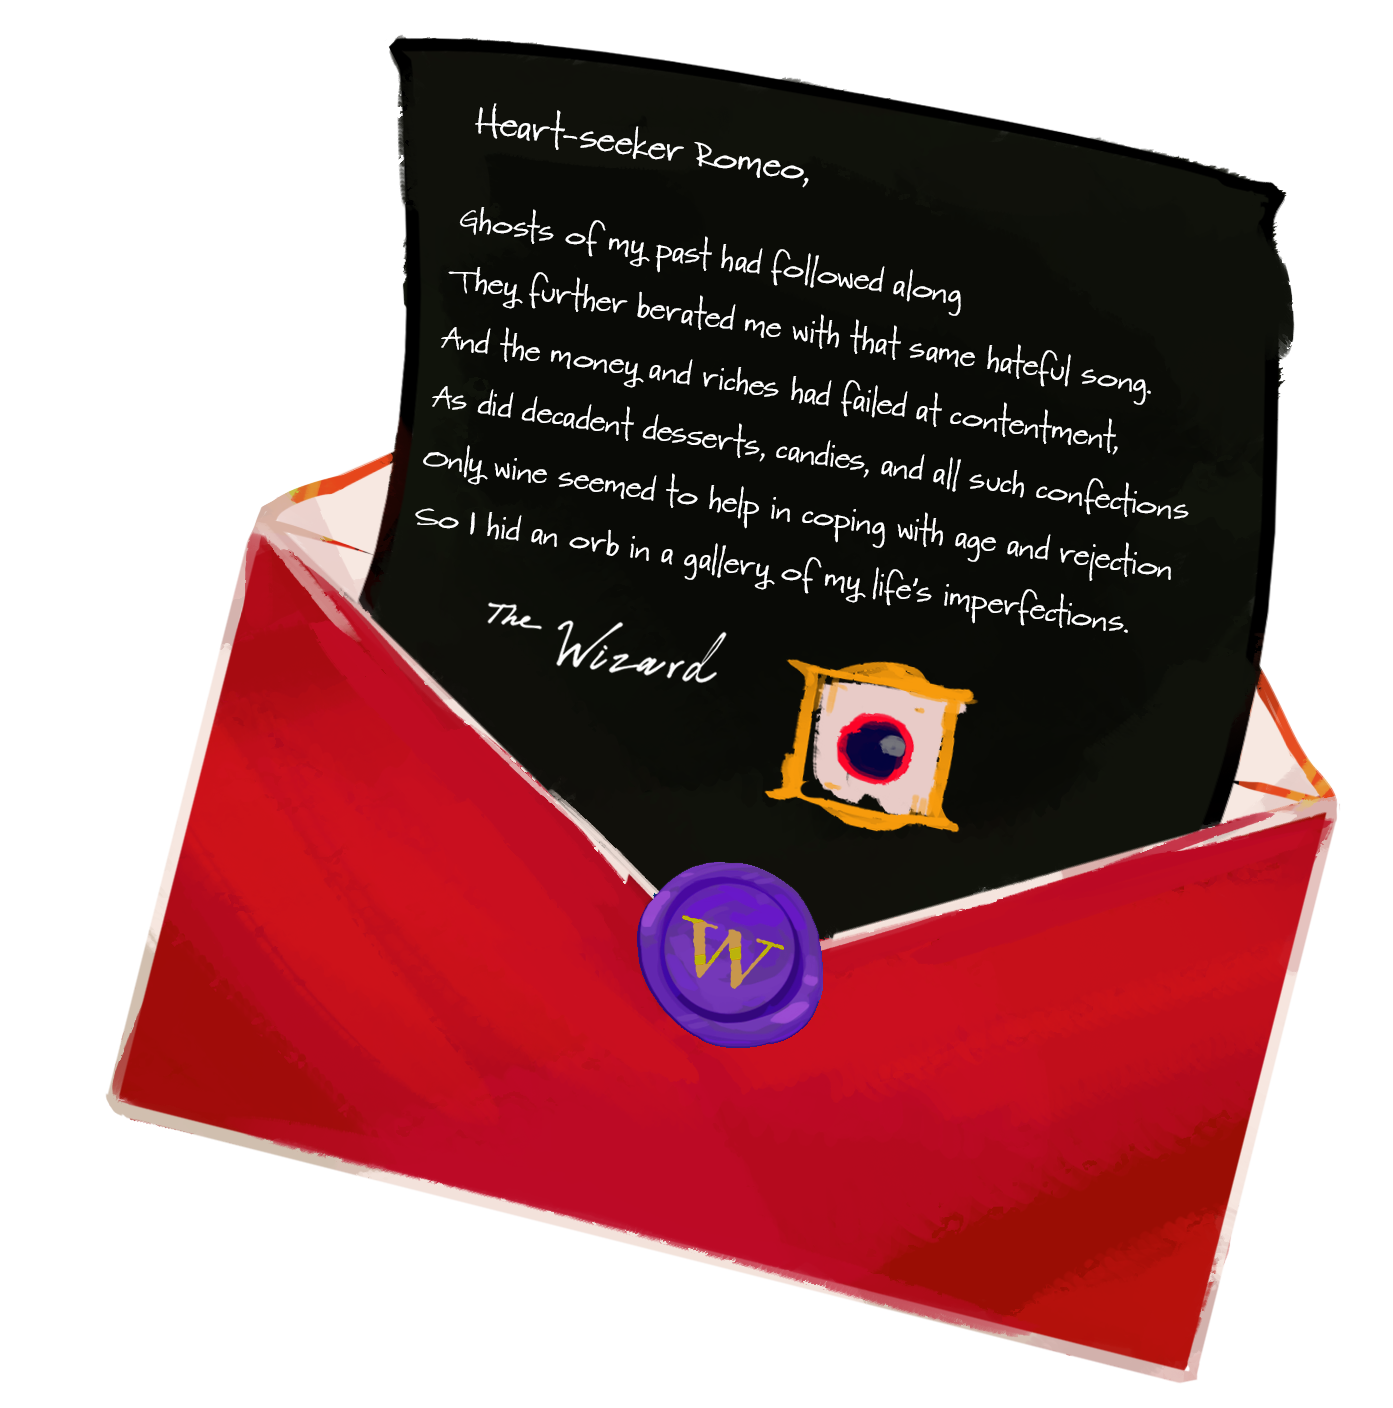 Heart-seeker Romeo,
Ghosts of my past had followed along
They further berated me with that same hateful song.
And the money and riches had failed at contentment,
As did decadent desserts, candies, and all such confections
Only wine seemed to help in coping with age and rejection
So I hid an orb in a gallery of my life's imperfections.
The Wizard
W